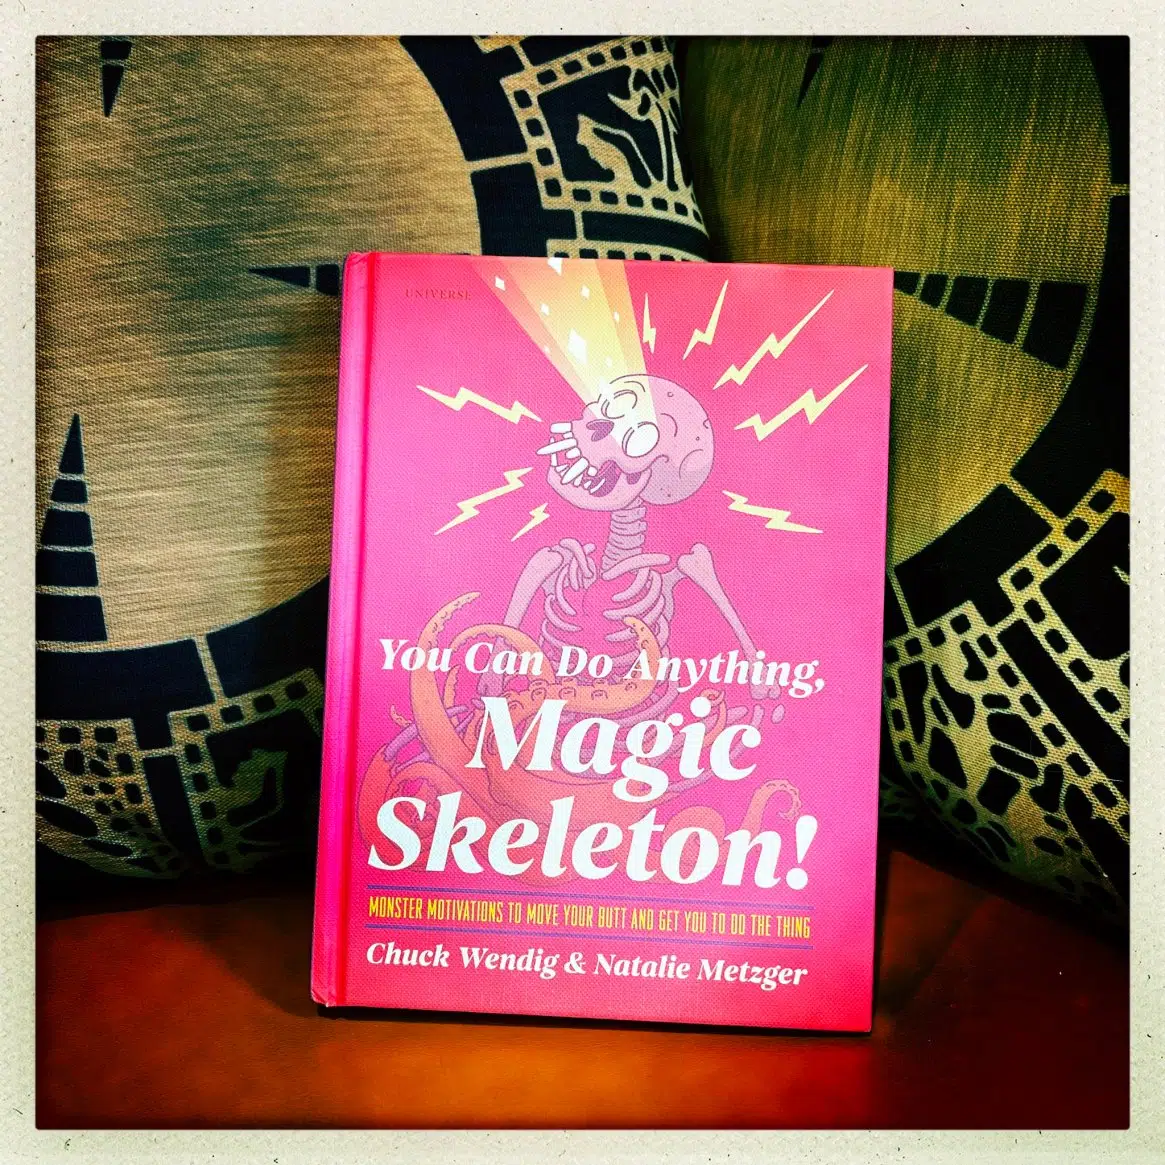 UNIVERSE
You Can Do Anything,
Magic
Skeleton!
MONSTER MOTIVATIONS TO MOVE YOUR BUTT AND GET YOU TO DO THE THING
Chuck Wendig & Natalie Metzger